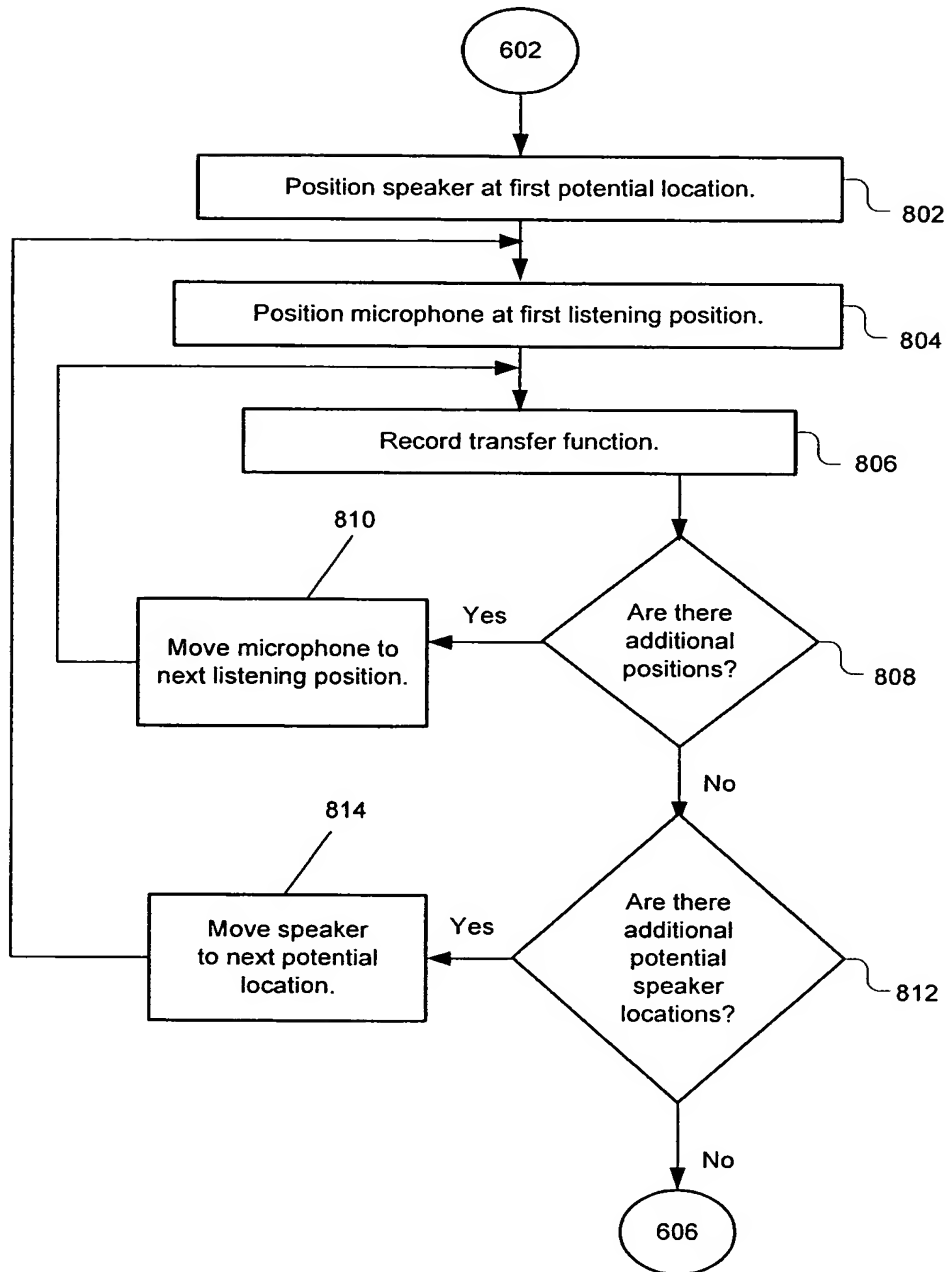 602
Position speaker at first potential location.
802
Position microphone at first listening position.
804
Record transfer function.
806
810
Yes
Are there
additional
positions?
Move microphone to
next listening position.
808
No
814
Yes
Are there
additional
potential
speaker
locations?
Move speaker
to next potential
location.
812
No
606